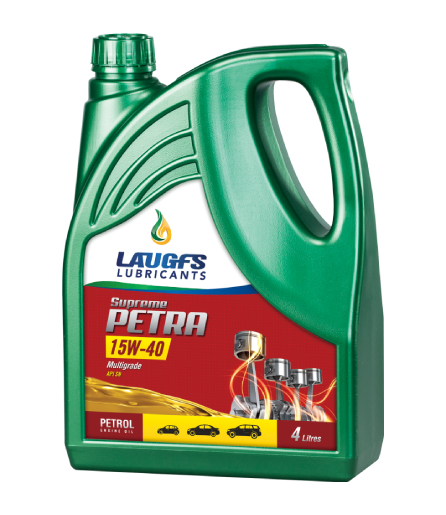 LAUGFS
LUBRICANTS
Supreme
PETRA
15W-40
Multigrade
API SN
PETROL
ENGINE OIL
4 Litres